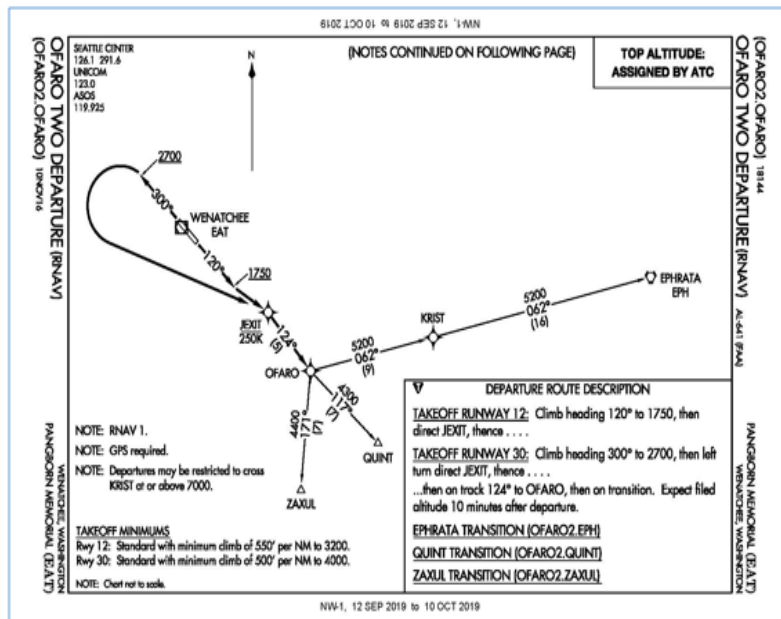 NW-1, 12 SEP 2019 to 10 OCT 2019
(OFARO2.OFARO) 10NOV16
OFARO TWO DEPARTURE (RNAV)
WENATCHEE, WASHINGTON
PANGBORN MEMORIAL (EAT)
SEATTLE CENTER
126.1 291.6
UNICOM
123.0
ASOS
119.925
N
(NOTES CONTINUED ON FOLLOWING PAGE)
TOP ALTITUDE:
ASSIGNED BY ATC
(OFARO2.OFARO) 18144
OFARO TWO DEPARTURE (RNAV)
AL-641 (FAA)
PANGBORN MEMORIAL (EAT)
WENATCHEE, WASHINGTON
2700
300°
WENATCHEE
EAT
120°
1750
JEXIT
250K
124°
(5)
OFARO
5200
062°
(9)
KRIST
5200
062°
(16)
EPHRATA
EPH
4400
171°
(7)
ZAXUL
4300
117°
(7)
QUINT
NOTE: RNAV 1.
NOTE: GPS required.
NOTE: Departures may be restricted to cross
KRIST at or above 7000.
TAKEOFF MINIMUMS
Rwy 12: Standard with minimum climb of 550' per NM to 3200.
Rwy 30: Standard with minimum climb of 500' per NM to 4000.
NOTE: Chart not to scale.
DEPARTURE ROUTE DESCRIPTION
TAKEOFF RUNWAY 12: Climb heading 120° to 1750, then
direct JEXIT, thence . . . .
TAKEOFF RUNWAY 30: Climb heading 300° to 2700, then left
turn direct JEXIT, thence . . . .
...then on track 124° to OFARO, then on transition. Expect filed
altitude 10 minutes after departure.
EPHRATA TRANSITION (OFARO2.EPH)
QUINT TRANSITION (OFARO2.QUINT)
ZAXUL TRANSITION (OFARO2.ZAXUL)
NW-1, 12 SEP 2019 to 10 OCT 2019